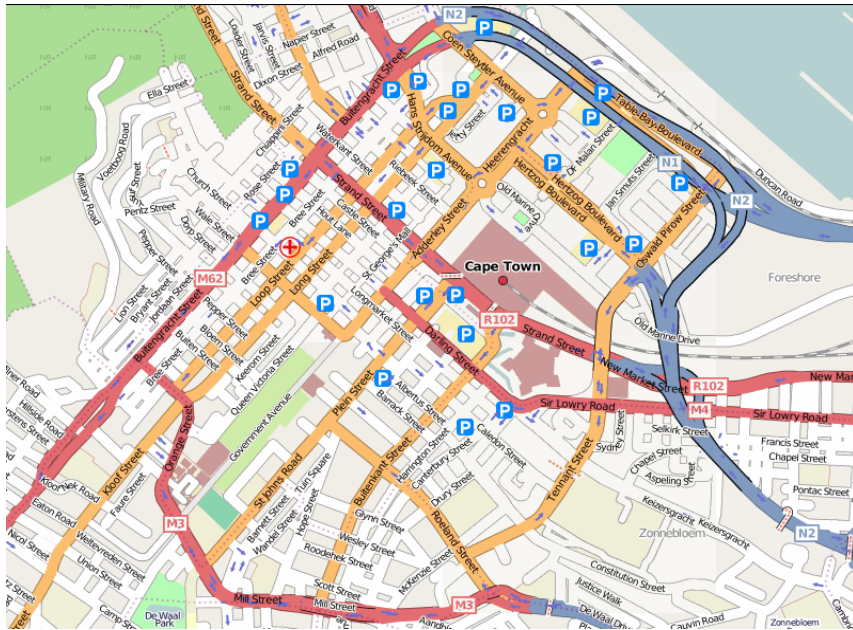 N2
P
Napier Street
Jarvis Street
Loader Street
Alfred Road
Dixon Street
Coen Steytler Avenue
NR
NR
Strand Street
Buitengracht Street
Ella Street
P
P
P
P
P
Table Bay Boulevard
Hans Strijdom Avenue
Chiappini Street
Waterkant Street
Heerengracht
P
Dr Malan Street
N1
Voetboog Road
Military Road
NR
Church Street
Rose Street
P
Riebeek Street
P
P
Hertzog Boulevard
Hertzog Boulevard
Jan Smuts Street
P
Duncan Road
Pentz Street
Wale Street
Dorp Street
P
Bree Street
Strand Street
Castle Street
Hout Lane
P
Old Marine Drive
N2
Oswald Pirow Street
P
Adderley Street
St George's Mall
P
P
Pepper Street
Bree Street
Loop Street
Long Street
M62
Cape Town
Foreshore
Lion Street
Bryant Street
Jordaan Street
Buitengracht Street
Pepper Street
Bloem Street
Buiten Street
P
Longmarket Street
P
P
R102
Strand Street
Old Marine Drive
P
Darling Street
Bree Street
Keerom Street
Queen Victoria Street
New Market Street
Government Avenue
Plein Street
P
Albertus Street
Barrack Street
R102
New Mar
Sir Lowry Road
M4
Sir Lowry Road
Hillside Road
Orange Street
P
P
Caledon Street
Selkirk Street
Francis Street
Chapel Street
Chapel Street
Aspeling Street
Harrington Street
Canterbury Street
Buitenkant Street
Tennant Street
Kloof Street
Faure Street
St Johns Road
Tuin Square
Drury Street
Pontac Street
Keizersgracht
Keizersgracht
Eaton Road
M3
Barnett Street
Wandel Street
Hope Street
Glynn Street
Roeland Street
Zonnebloem
N2
Nicol Street
Weltevreden Street
Union Street
Wesley Street
Roodehek Street
McKenzie Street
Constitution Street
Scott Street
Justice Walk
Mill Street
Mill Street
M3
De Waal Park
De Waal Drive
Cauvin Road
Zonnebloem